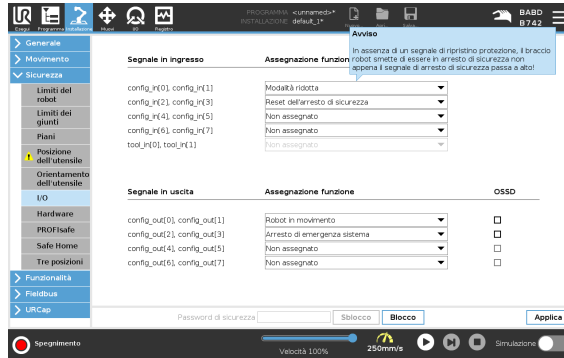 UR
PROGRAMMA <unnamed>*
INSTALLAZIONE default_1*
BABD
B742
Esegui Programma Installazione Muovi I/O Registro
Avviso
In assenza di un segnale di ripristino protezione, il braccio
robot smette di essere in arresto di sicurezza non
appena il segnale di arresto di sicurezza passa a alto!
Generale
Movimento
Sicurezza
Limiti del
robot
Limiti dei
giunti
Piani
Posizione
dell'utensile
Orientamento
dell'utensile
I/O
Hardware
PROFIsafe
Safe Home
Tre posizioni
Funzionalità
Fieldbus
URCap
Segnale in ingresso Assegnazione funzion
config_in[0], config_in[1] Modalità ridotta
config_in[2], config_in[3] Reset dell'arresto di sicurezza
config_in[4], config_in[5] Non assegnato
config_in[6], config_in[7] Non assegnato
tool_in[0], tool_in[1] Non assegnato
Segnale in uscita Assegnazione funzione OSSD
config_out[0], config_out[1] Robot in movimento
config_out[2], config_out[3] Arresto di emergenza sistema
config_out[4], config_out[5] Non assegnato
config_out[6], config_out[7] Non assegnato
Password di sicurezza Sblocco Blocco Applica
Spegnimento Velocità 100% 250mm/s Simulazione